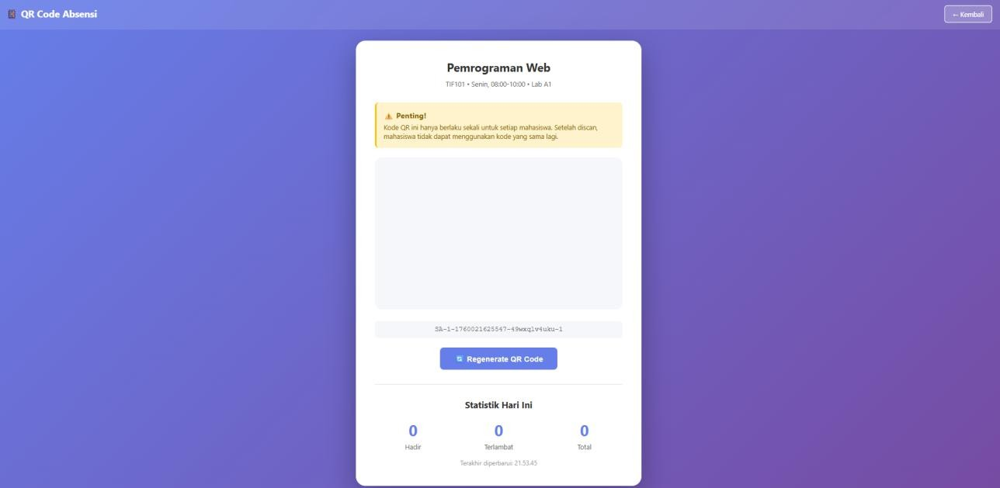 QR Code Absensi
← Kembali
Pemrograman Web
TIF101 • Senin, 08:00-10:00 • Lab A1
Penting!
Kode QR ini hanya berlaku sekali untuk setiap mahasiswa. Setelah discan,
mahasiswa tidak dapat menggunakan kode yang sama lagi.
SA-1-1760021625547-49wxqlv4uku-1
Regenerate QR Code
Statistik Hari Ini
0 0 0
Hadir Terlambat Total
Terakhir diperbarui: 21.53.45